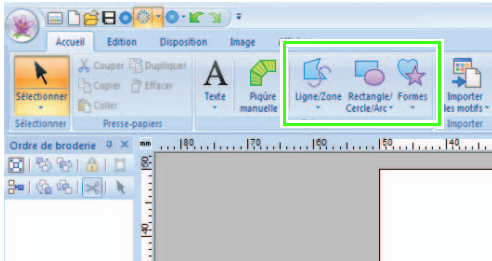 Accueil Edition Disposition Image
Couper Dupliquer
Copier Effacer
Coller
Sélectionner Texte Piqûre manuelle Ligne/Zone Rectangle/ Cercle/Arc Formes Importer des motifs
Sélectionner Presse-papiers Importer
Ordre de broderie
mm 80 70 60 50 40